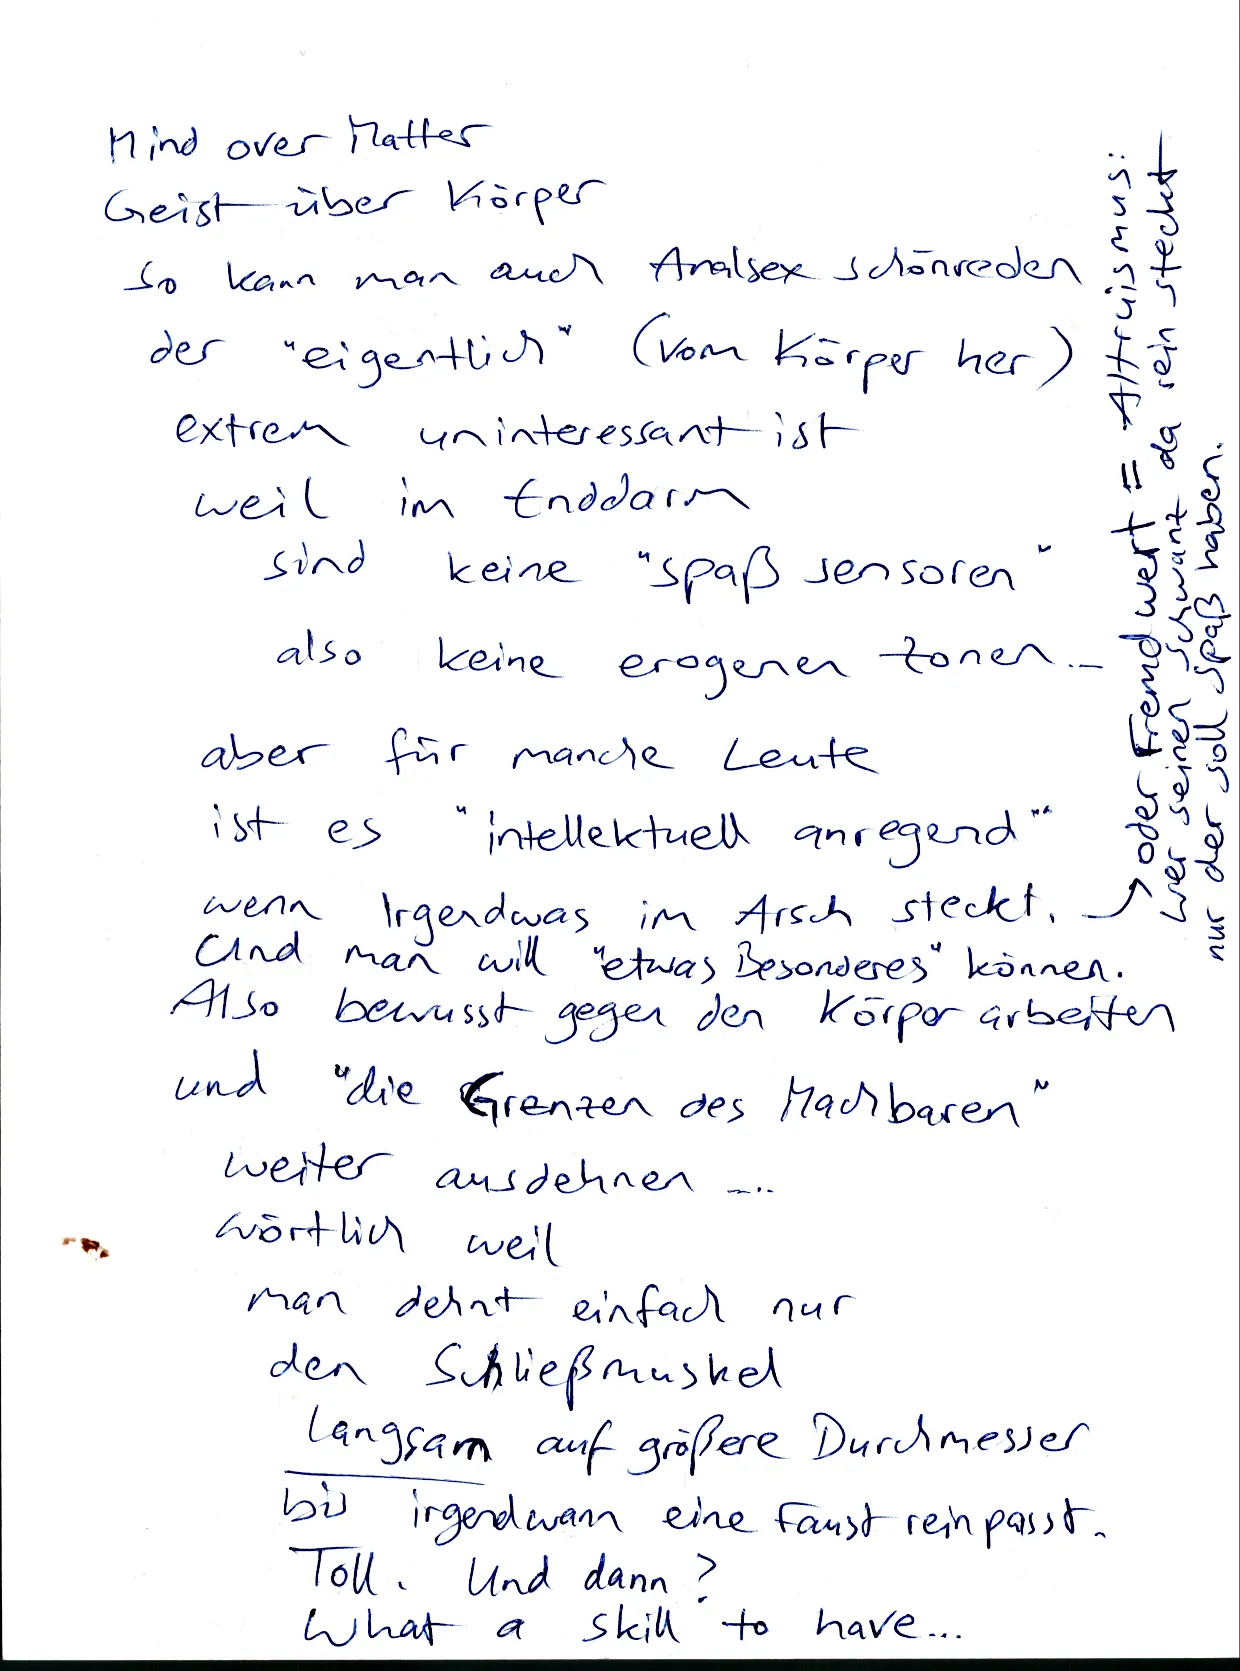 Mind over Matter
Geist über Körper
so kann man auch Analsex schönreden
der "eigentlich" (vom Körper her)
extrem uninteressant ist
weil im Enddarm
sind keine "spaß sensoren"
also keine erogenen zonen...
aber für manche Leute
ist es "intellektuell anregend"
wenn Irgendwas im Arsch steckt.
Und man will "etwas Besonderes" können.
Also bewusst gegen den Körper arbeiten
und "die Grenzen des Machbaren"
weiter ausdehnen ...
wörtlich weil
man dehnt einfach nur
den Schließmuskel
langsam auf größere Durchmesser
bis irgendwann eine Faust reinpasst.
Toll. Und dann?
What a skill to have...
→ oder Fremdwert = Altruismus:
wer seinen schwanz da rein steckt
nur der soll spaß haben.